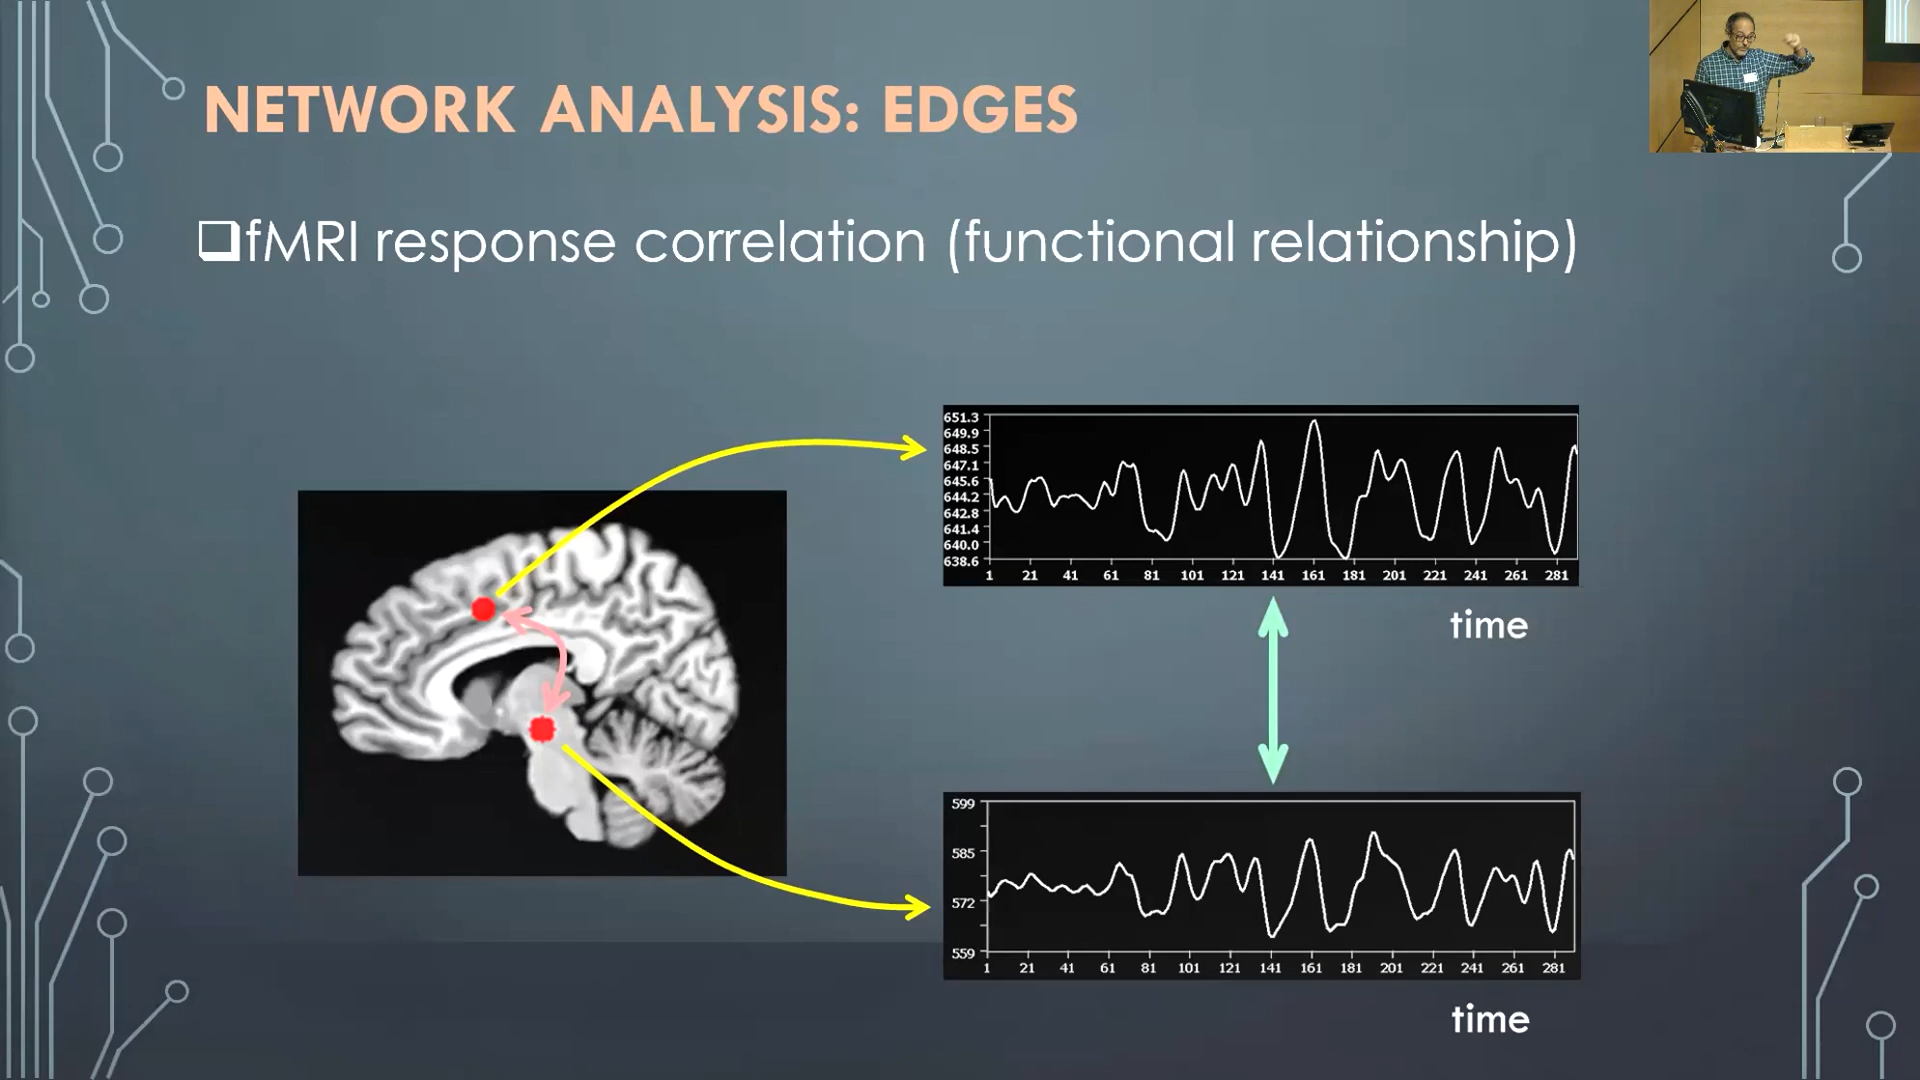 NETWORK ANALYSIS: EDGES
❑fMRI response correlation (functional relationship)
651.3
649.9
648.5
647.1
645.6
644.2
642.8
641.4
640.0
638.6
1 21 41 61 81 101 121 141 161 181 201 221 241 261 281
time
599
585
572
559
1 21 41 61 81 101 121 141 161 181 201 221 241 261 281
time